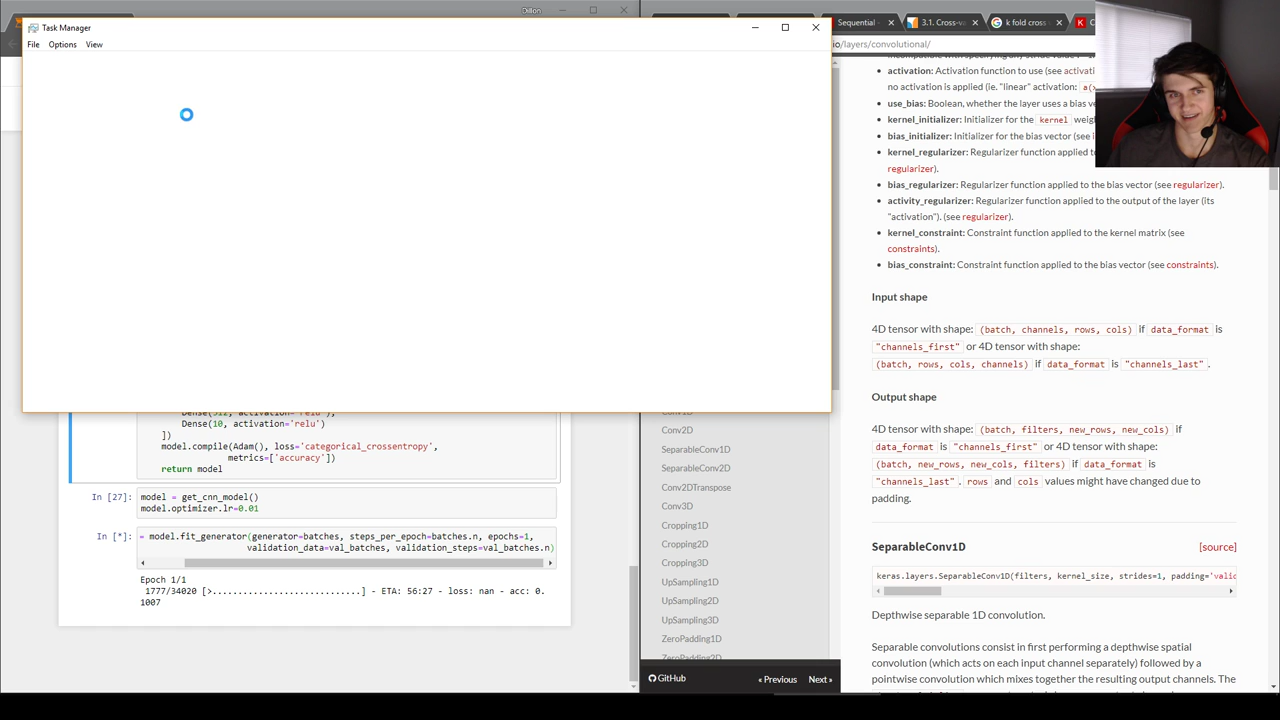 Dillon
Task Manager
File Options View
Sequential -
3.1. Cross-v
k fold cross
io/layers/convolutional/
activation: Activation function to use (see activati
no activation is applied (ie. "linear" activation:
use_bias: Boolean, whether the layer uses a bias v
kernel_initializer: Initializer for the kernel weig
bias_initializer: Initializer for the bias vector (see i
kernel_regularizer: Regularizer function applied to
regularizer).
bias_regularizer: Regularizer function applied to the bias vector (see regularizer).
activity_regularizer: Regularizer function applied to the output of the layer (its
"activation"). (see regularizer).
kernel_constraint: Constraint function applied to the kernel matrix (see
constraints).
bias_constraint: Constraint function applied to the bias vector (see constraints).
Input shape
4D tensor with shape: (batch, channels, rows, cols) if data_format is
"channels_first" or 4D tensor with shape:
(batch, rows, cols, channels) if data_format is "channels_last".
Output shape
4D tensor with shape: (batch, filters, new_rows, new_cols) if
data_format is "channels_first" or 4D tensor with shape:
(batch, new_rows, new_cols, filters) if data_format is
"channels_last". rows and cols values might have changed due to
padding.
SeparableConv1D [source]
keras.layers.SeparableConv1D(filters, kernel_size, strides=1, padding='valid
Depthwise separable 1D convolution.
Separable convolutions consist in first performing a depthwise spatial
convolution (which acts on each input channel separately) followed by a
pointwise convolution which mixes together the resulting output channels. The
Conv2D
SeparableConv1D
SeparableConv2D
Conv2DTranspose
Conv3D
Cropping1D
Cropping2D
Cropping3D
UpSampling1D
UpSampling2D
UpSampling3D
ZeroPadding1D
ZeroPadding2D
GitHub
« Previous
Next »
Dense(512, activation='relu'),
Dense(10, activation='relu')
])
model.compile(Adam(), loss='categorical_crossentropy',
metrics=['accuracy'])
return model
In [27]: model = get_cnn_model()
model.optimizer.lr=0.01
In [*]: = model.fit_generator(generator=batches, steps_per_epoch=batches.n, epochs=1,
validation_data=val_batches, validation_steps=val_batches.n)
Epoch 1/1
1777/34020 [>.............................] - ETA: 56:27 - loss: nan - acc: 0.
1007